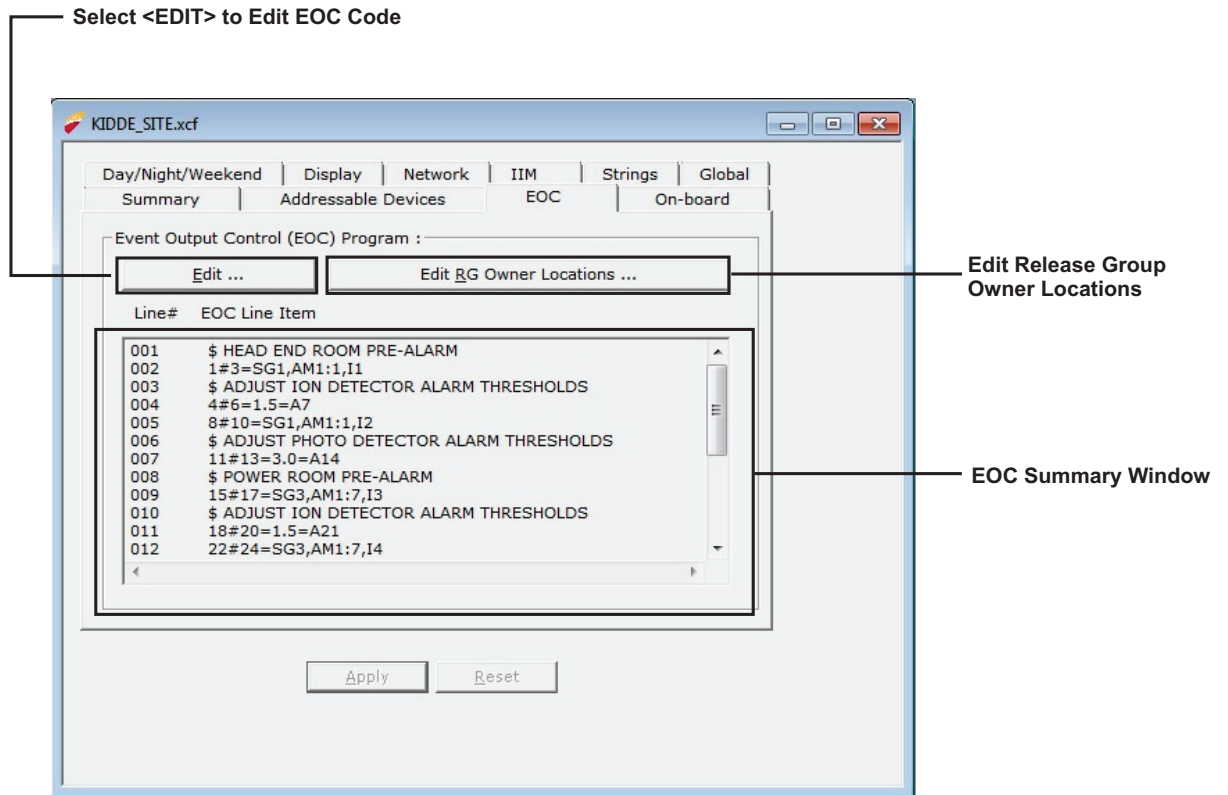 Select <EDIT> to Edit EOC Code
KIDDE_SITE.xcf
Day/Night/Weekend Display Network IIM Strings Global
Summary Addressable Devices EOC On-board
Event Output Control (EOC) Program :
Edit ... Edit RG Owner Locations ...
Edit Release Group
Owner Locations
Line# EOC Line Item
001 $ HEAD END ROOM PRE-ALARM
002 1#3=SG1,AM1:1,I1
003 $ ADJUST ION DETECTOR ALARM THRESHOLDS
004 4#6=1.5=A7
005 8#10=SG1,AM1:1,I2
006 $ ADJUST PHOTO DETECTOR ALARM THRESHOLDS
007 11#13=3.0=A14
008 $ POWER ROOM PRE-ALARM
009 15#17=SG3,AM1:7,I3
010 $ ADJUST ION DETECTOR ALARM THRESHOLDS
011 18#20=1.5=A21
012 22#24=SG3,AM1:7,I4
EOC Summary Window
Apply Reset